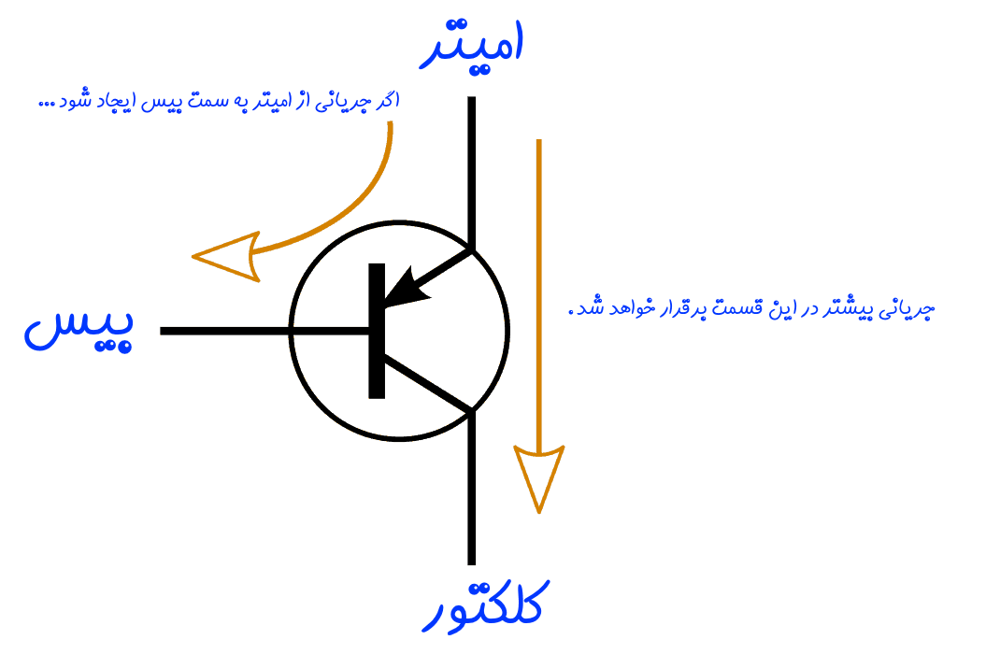 امیتر
اگر جریانی از امیتر به سمت بیس ایجاد شود ...
جریانی بیشتر در این قسمت برقرار خواهد شد .
بیس
کلکتور